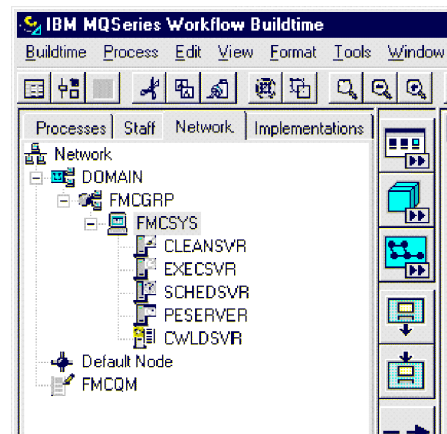 IBM MQSeries Workflow Buildtime
Buildtime Process Edit View Format Tools Window
Processes Staff Network Implementations
Network
DOMAIN
FMCGRP
FMCSYS
CLEANSVR
EXECSVR
SCHEDSVR
PESERVER
CWLDSVR
Default Node
FMCQM